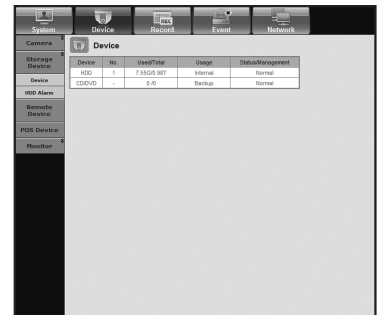 System Device Record Event Network
REC
Camera
Storage
Device
Device
HDD Alarm
Remote
Device
POS Device
Monitor
Device
Device No. Used/Total Usage Status/Management
HDD 1 7.55G/0.98T Internal Normal
CD/DVD - 0 /0 Backup Normal